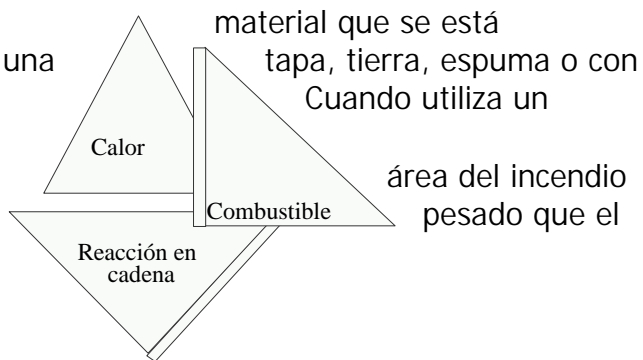 material que se está
una tapa, tierra, espuma o con
Cuando utiliza un
Calor
área del incendio
Combustible pesado que el
Reacción en
cadena